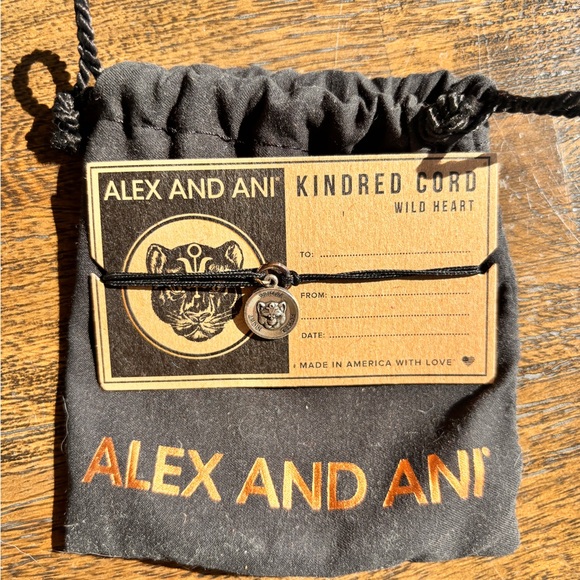 ALEX AND ANI
KINDRED CORD
WILD HEART
TO:
FROM:
DATE:
MADE IN AMERICA WITH LOVE
ALEX AND ANI